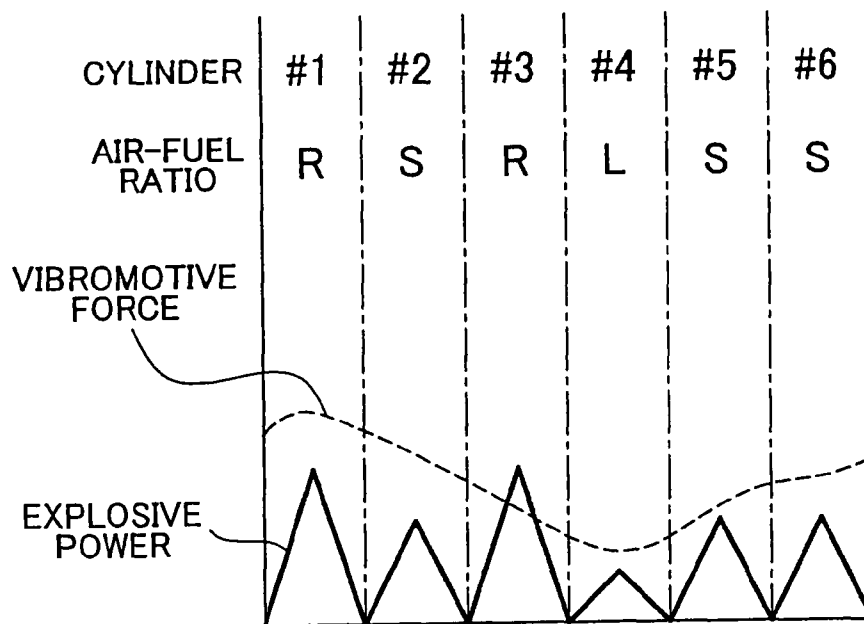 CYLINDER #1 #2 #3 #4 #5 #6
AIR-FUEL
RATIO
R S R L S S
VIBROMOTIVE
FORCE
EXPLOSIVE
POWER